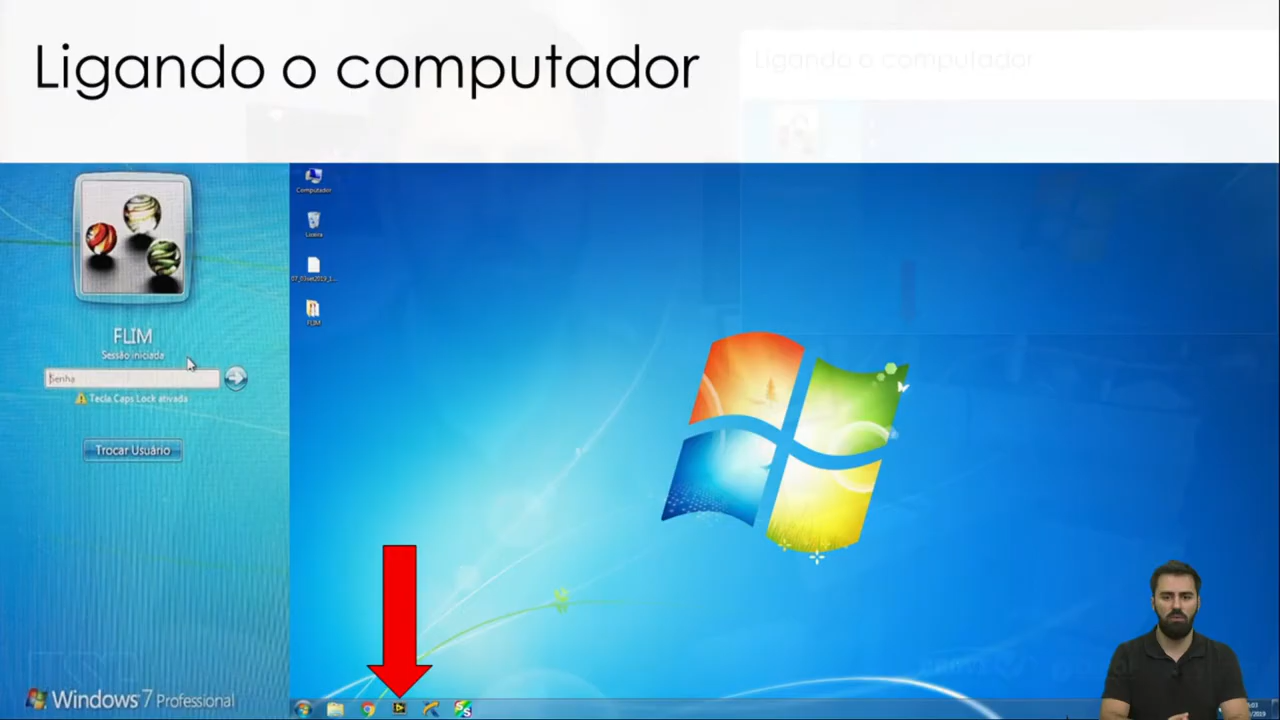 Ligando o computador
Ligando o computador
FLIM
Sessão iniciada
Senha
Tecla Caps Lock ativada
Trocar Usuário
Windows 7 Professional
Computador
Lixeira
FLIM